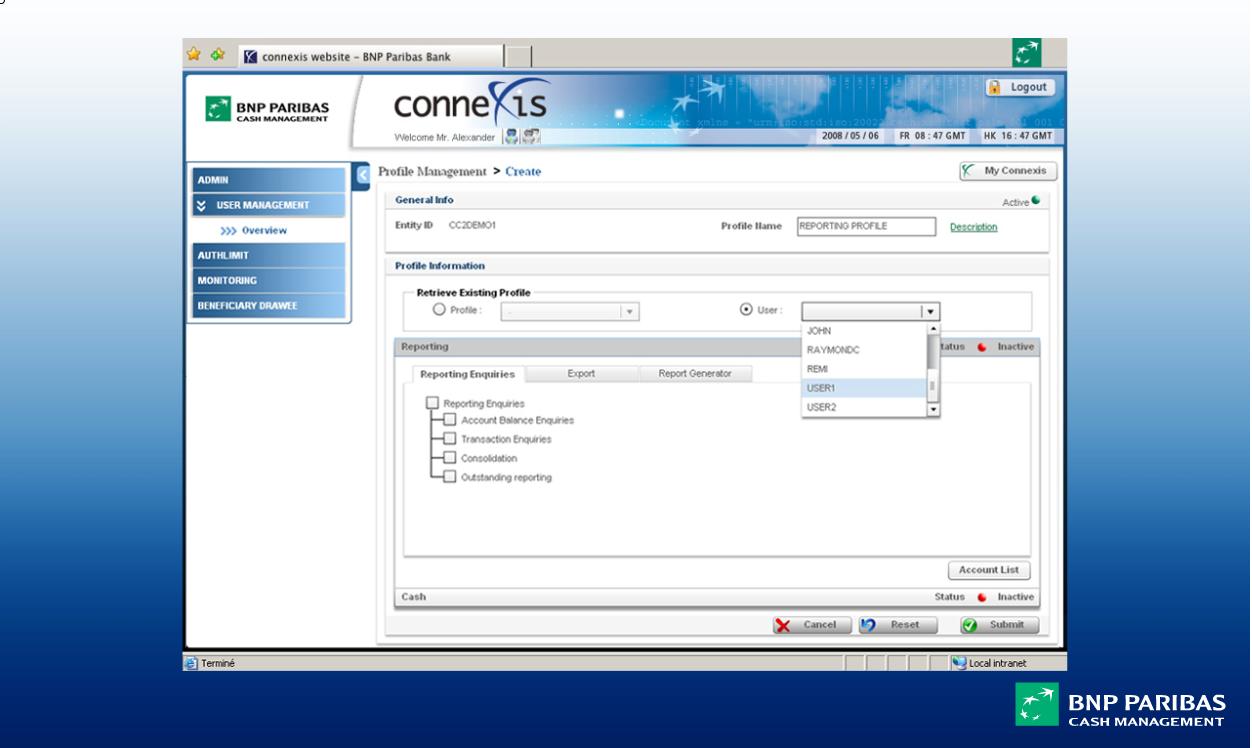 connexis website – BNP Paribas Bank
BNP PARIBAS
CASH MANAGEMENT
conneXis
Logout
Welcome Mr. Alexander
2008 / 05 / 06 FR 08 : 47 GMT HK 16 : 47 GMT
Profile Management > Create
My Connexis
ADMIN
USER MANAGEMENT
>>> Overview
AUTHLIMIT
MONITORING
BENEFICIARY DRAWEE
General Info
Active
Entity ID CC2DEMO1
Profile Name REPORTING PROFILE Description
Profile Information
Retrieve Existing Profile
Profile : User :
JOHN
RAYMONDC
REMI
USER1
USER2
Reporting
tatus Inactive
Reporting Enquiries Export Report Generator
Reporting Enquiries
Account Balance Enquiries
Transaction Enquiries
Consolidation
Outstanding reporting
Account List
Cash Status Inactive
Cancel Reset Submit
Terminé Local intranet
BNP PARIBAS
CASH MANAGEMENT